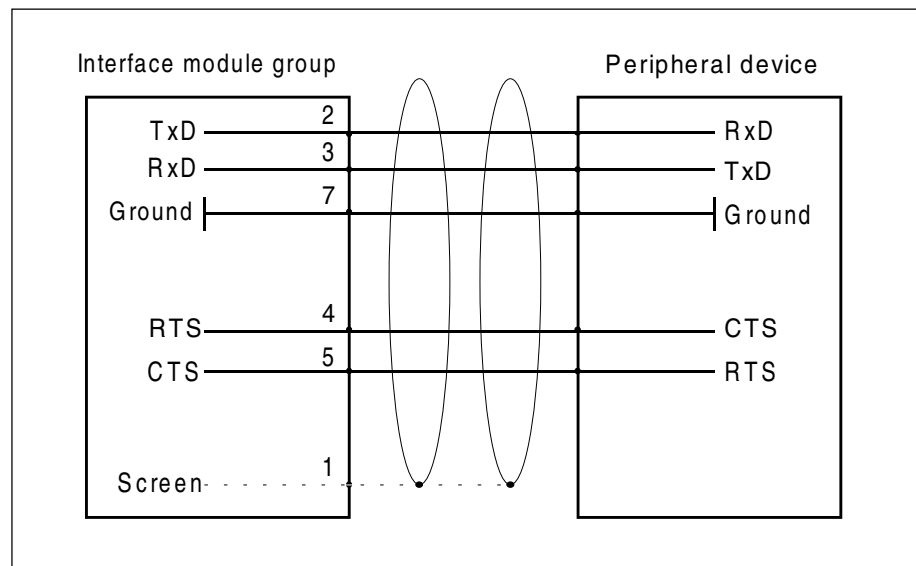 Interface module group
Peripheral device
TxD 2 RxD
RxD 3 TxD
Ground 7 Ground
RTS 4 CTS
CTS 5 RTS
Screen 1